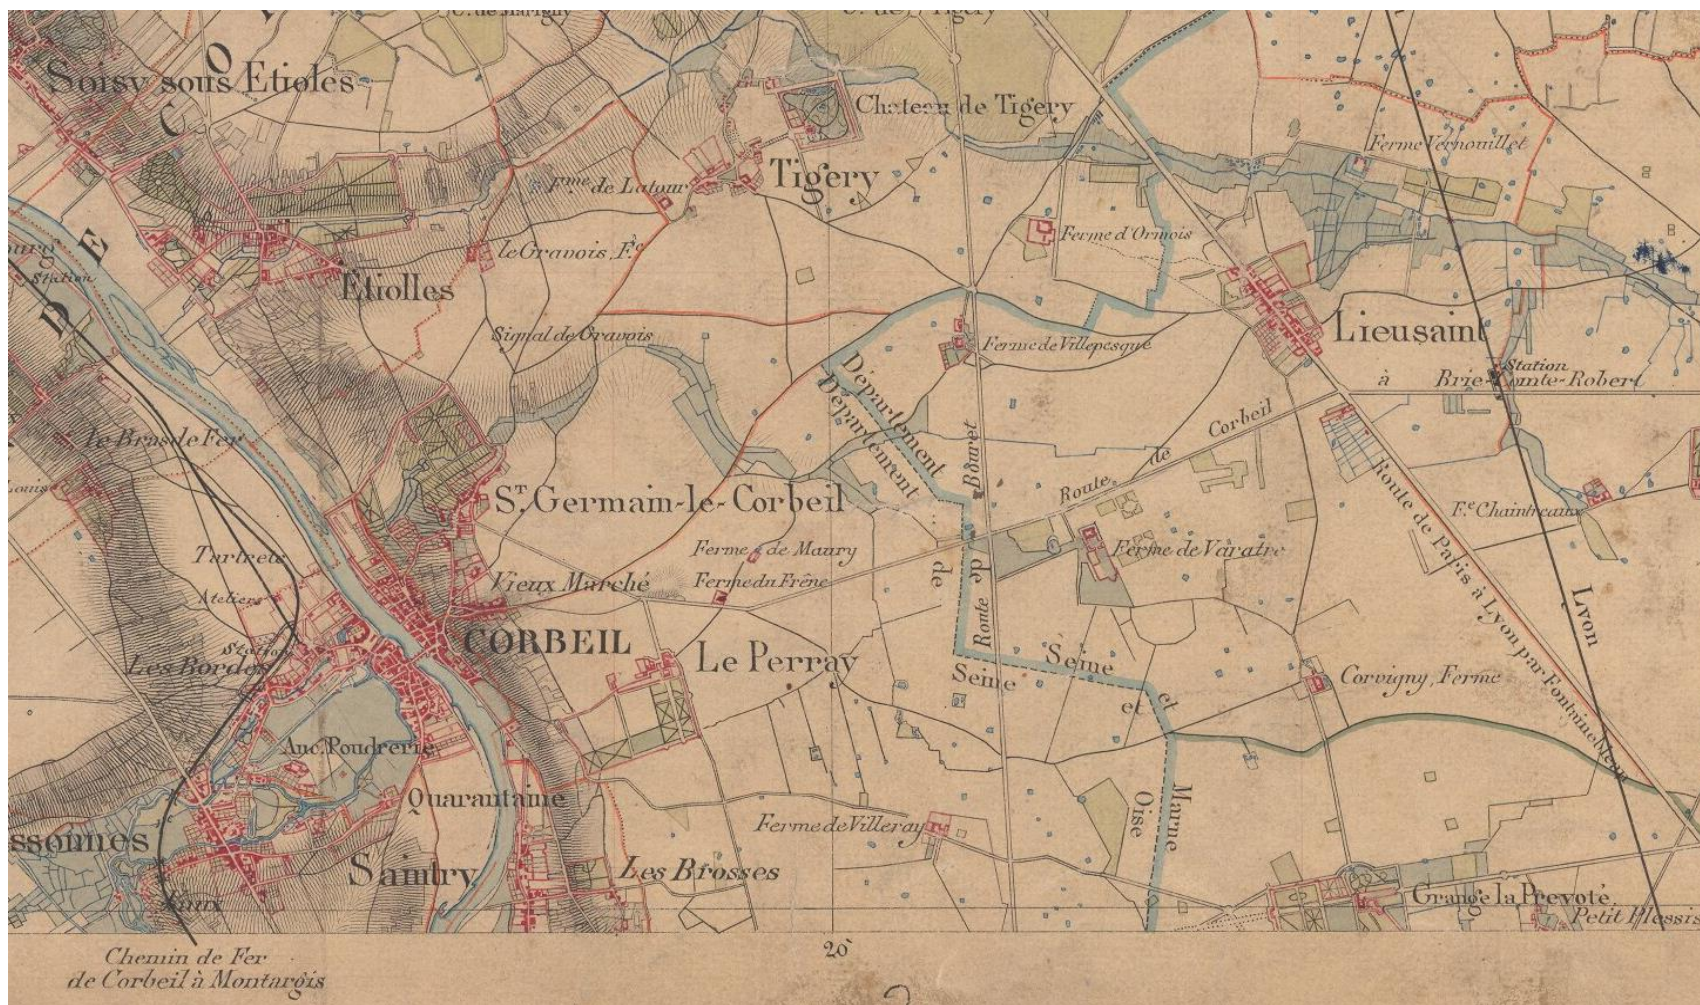 Soisy sous Etioles
C
O
D
E
Chateau de Tigery
Tigery
Fme de Latour
Ferme Vernouillet
Ferme d'Ormois
le Gravois, Fe
Station
Étiolles
Signal de Gravois
Ferme de Villepesque
Lieusaint
Station
à Brie-Comte-Robert
Département
Département
Route de Corbeil
le Bras de Fer
Louis
ST. Germain-le-Corbeil
Route de Bouret
Route de Paris à Lyon par Fontainebleau
Fe Chaintreaux
Tartrets
Ferme de Maury
Ferme de Varatre
Ateliers
Vieux Marché
Ferme du Frêne
de
Lyon
Station
CORBEIL
Les Bordes
Le Perray
Seine
Seine
et
et
Corvigny, Ferme
Anc. Poudrerie
Quarantaine
Marne
Oise
Ferme de Villeray
ssonnes
Saintry
Les Brosses
Grange la Prevoté
Petit Plessis
20'
Chemin de Fer
de Corbeil à Montargis